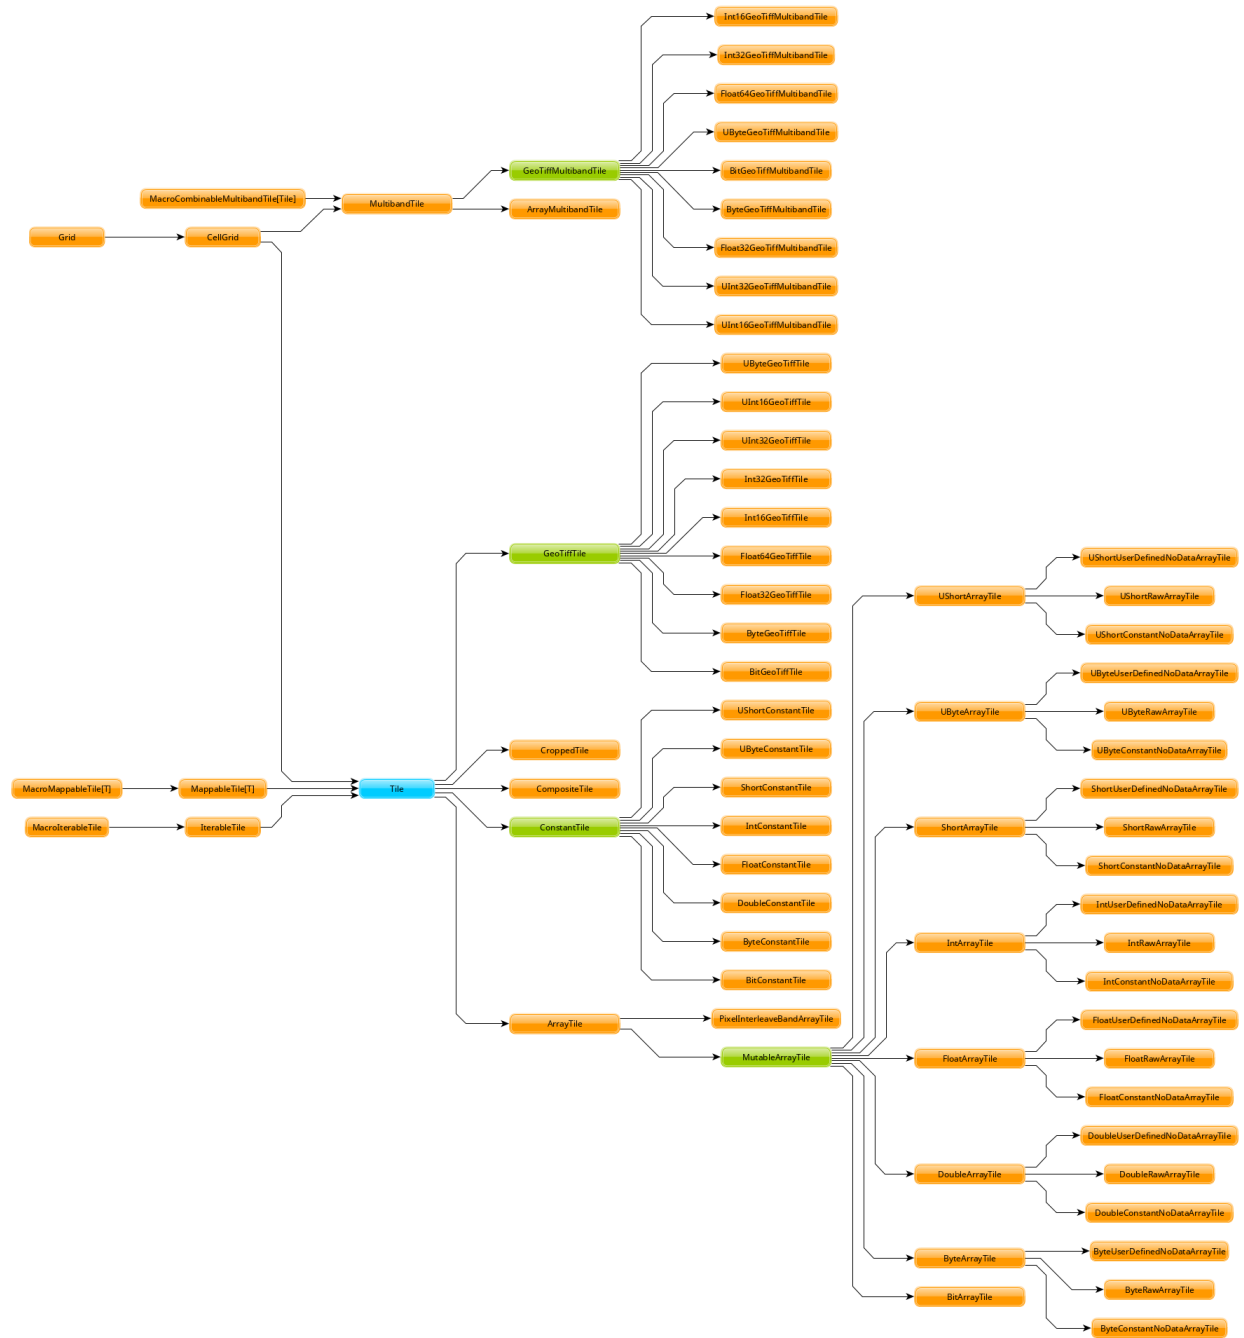 Int16GeoTiffMultibandTile
Int32GeoTiffMultibandTile
Float64GeoTiffMultibandTile
UByteGeoTiffMultibandTile
GeoTiffMultibandTile
BitGeoTiffMultibandTile
MacroCombinableMultibandTile[Tile]
MultibandTile
ArrayMultibandTile
ByteGeoTiffMultibandTile
Grid
CellGrid
Float32GeoTiffMultibandTile
UInt32GeoTiffMultibandTile
UInt16GeoTiffMultibandTile
UByteGeoTiffTile
UInt16GeoTiffTile
UInt32GeoTiffTile
Int32GeoTiffTile
Int16GeoTiffTile
GeoTiffTile
Float64GeoTiffTile
UShortUserDefinedNoDataArrayTile
Float32GeoTiffTile
UShortArrayTile
UShortRawArrayTile
ByteGeoTiffTile
UShortConstantNoDataArrayTile
BitGeoTiffTile
UByteUserDefinedNoDataArrayTile
UShortConstantTile
UByteArrayTile
UByteRawArrayTile
CroppedTile
UByteConstantTile
UByteConstantNoDataArrayTile
MacroMappableTile[T]
MappableTile[T]
Tile
CompositeTile
ShortConstantTile
ShortUserDefinedNoDataArrayTile
MacroIterableTile
IterableTile
ConstantTile
IntConstantTile
ShortArrayTile
ShortRawArrayTile
FloatConstantTile
ShortConstantNoDataArrayTile
DoubleConstantTile
IntUserDefinedNoDataArrayTile
ByteConstantTile
IntArrayTile
IntRawArrayTile
BitConstantTile
IntConstantNoDataArrayTile
ArrayTile
PixelInterleaveBandArrayTile
FloatUserDefinedNoDataArrayTile
MutableArrayTile
FloatArrayTile
FloatRawArrayTile
FloatConstantNoDataArrayTile
DoubleUserDefinedNoDataArrayTile
DoubleArrayTile
DoubleRawArrayTile
DoubleConstantNoDataArrayTile
ByteArrayTile
ByteUserDefinedNoDataArrayTile
BitArrayTile
ByteRawArrayTile
ByteConstantNoDataArrayTile